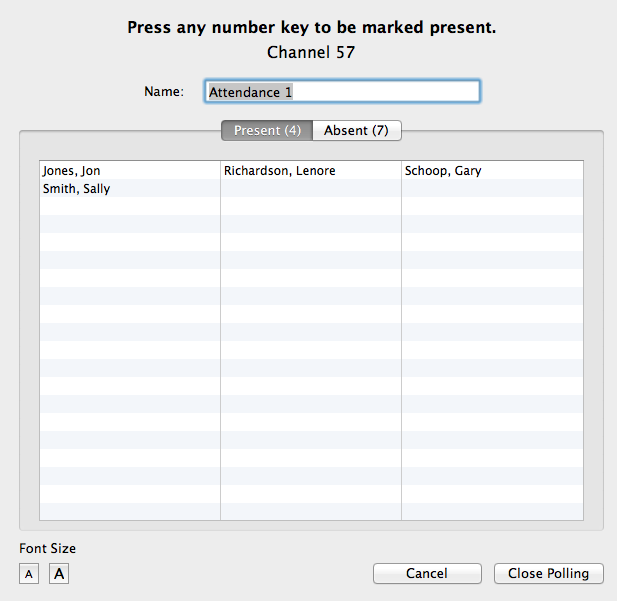 Press any number key to be marked present.
Channel 57
Name: Attendance 1
Present (4) Absent (7)
Jones, Jon Richardson, Lenore Schoop, Gary
Smith, Sally
Font Size
A A Cancel Close Polling